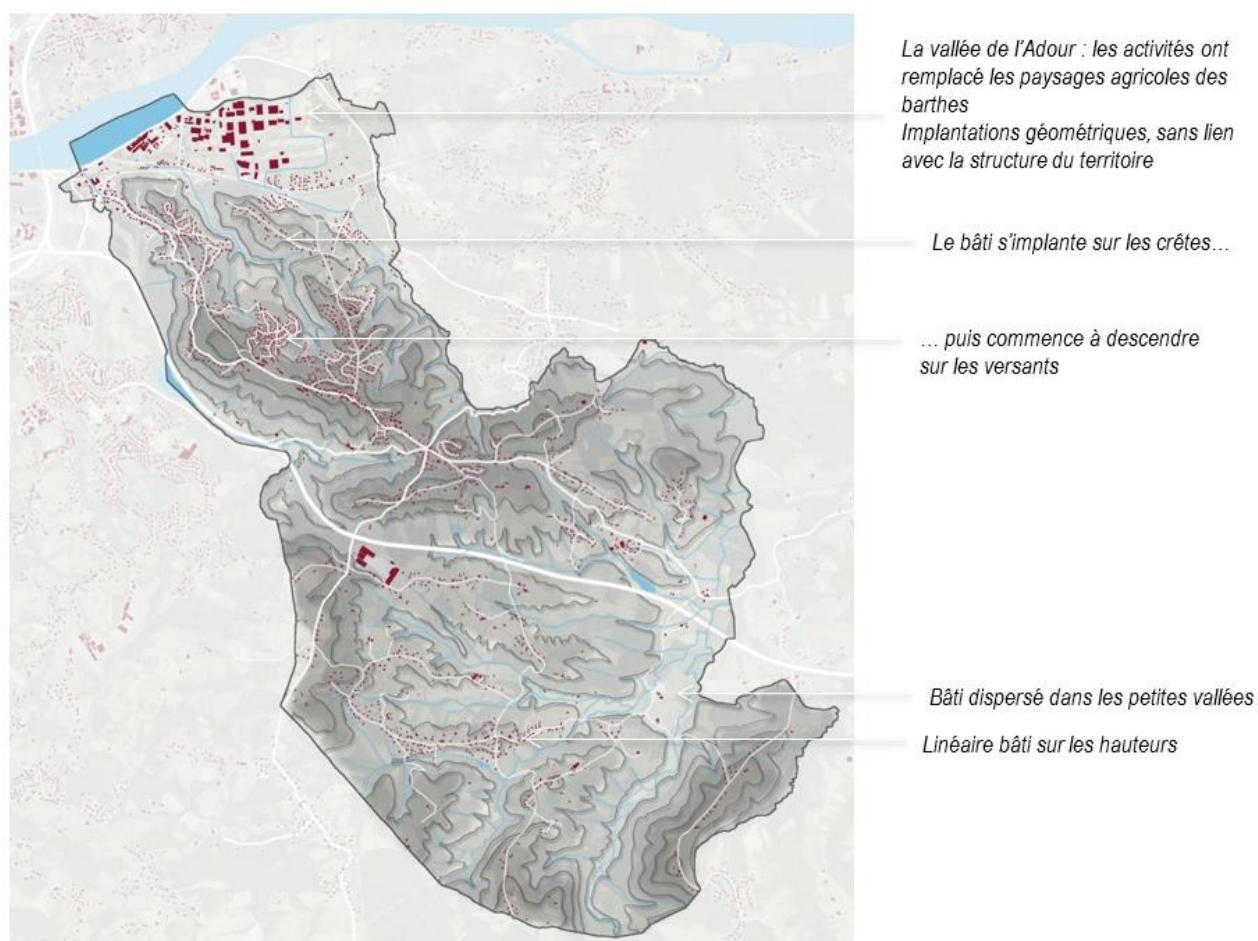 La vallée de l'Adour : les activités ont
remplacé les paysages agricoles des
barthes
Implantations géométriques, sans lien
avec la structure du territoire
Le bâti s'implante sur les crêtes…
… puis commence à descendre
sur les versants
Bâti dispersé dans les petites vallées
Linéaire bâti sur les hauteurs